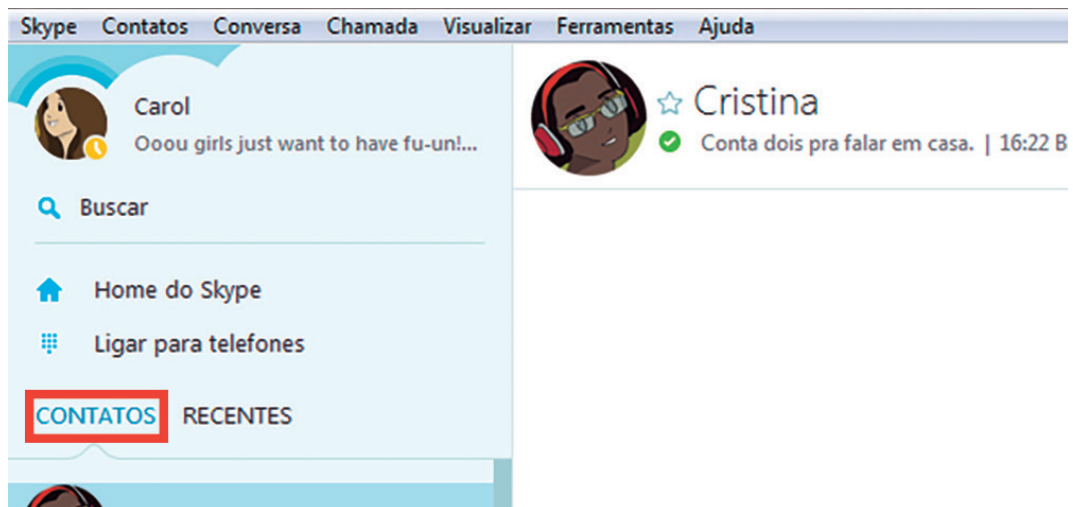 Skype Contatos Conversa Chamada Visualizar Ferramentas Ajuda
Carol
Ooou girls just want to have fu-un!...
Buscar
Home do Skype
Ligar para telefones
CONTATOS RECENTES
Cristina
Conta dois pra falar em casa. | 16:22 B